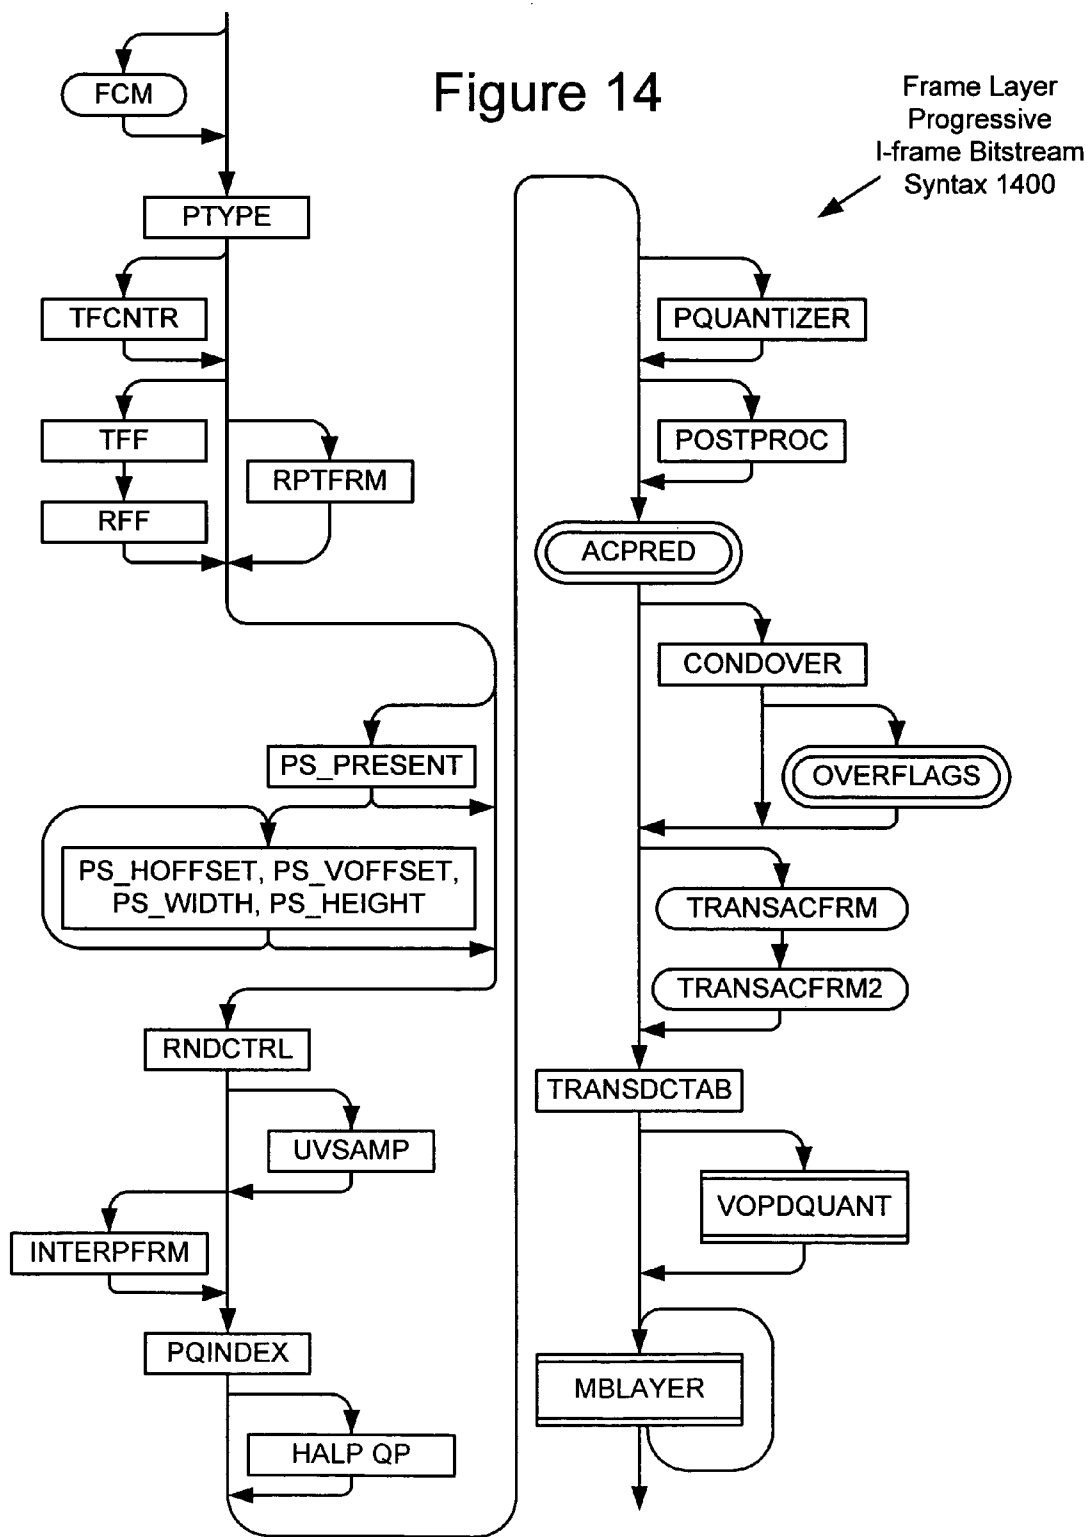 Figure 14
Frame Layer
Progressive
I-frame Bitstream
Syntax 1400
FCM
PTYPE
TFCNTR
TFF
RPTFRM
RFF
PS_PRESENT
PS_HOFFSET, PS_VOFFSET,
PS_WIDTH, PS_HEIGHT
RNDCTRL
UVSAMP
INTERPFRM
PQINDEX
HALP QP
PQUANTIZER
POSTPROC
ACPRED
CONDOVER
OVERFLAGS
TRANSACFRM
TRANSACFRM2
TRANSDCTAB
VOPDQUANT
MBLAYER